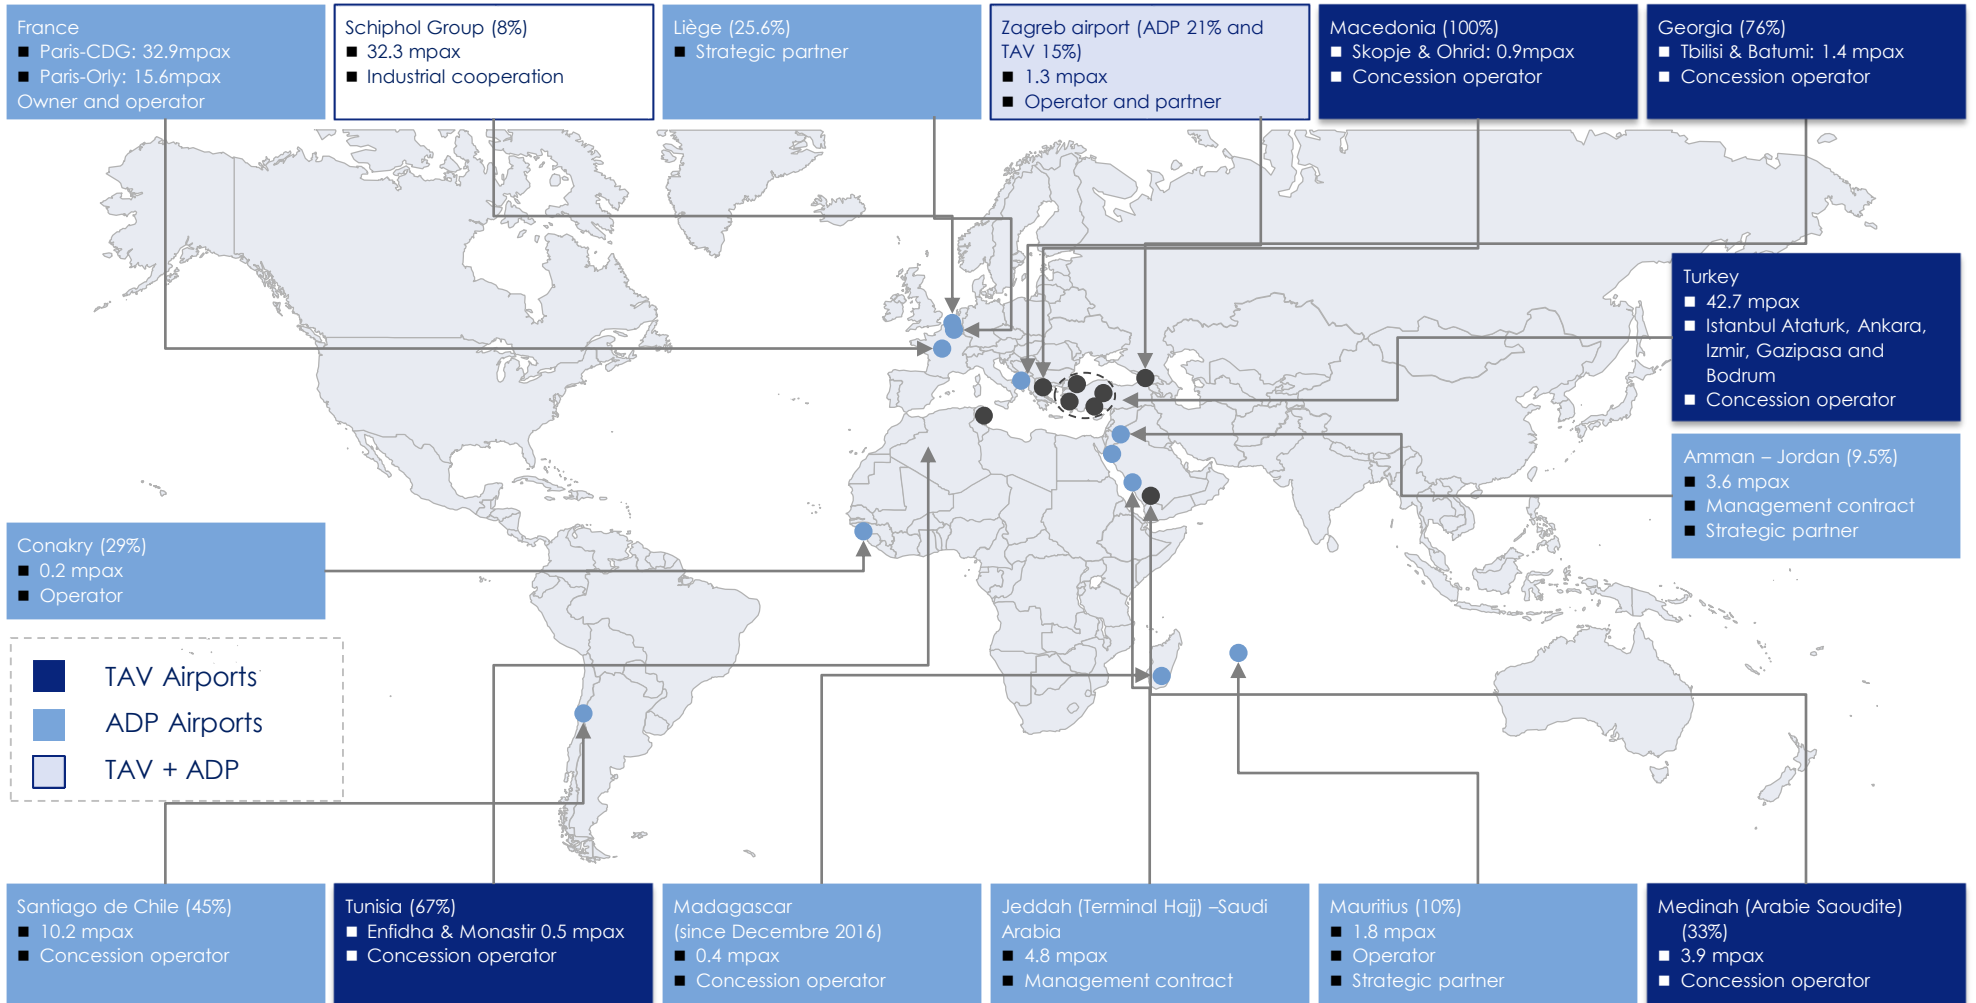 France
■ Paris-CDG: 32.9mpax
■ Paris-Orly: 15.6mpax
Owner and operator
Schiphol Group (8%)
■ 32.3 mpax
■ Industrial cooperation
Liège (25.6%)
■ Strategic partner
Zagreb airport (ADP 21% and
TAV 15%)
■ 1.3 mpax
■ Operator and partner
Macedonia (100%)
■ Skopje & Ohrid: 0.9mpax
■ Concession operator
Georgia (76%)
■ Tbilisi & Batumi: 1.4 mpax
■ Concession operator
Turkey
■ 42.7 mpax
■ Istanbul Ataturk, Ankara,
Izmir, Gazipasa and
Bodrum
■ Concession operator
Amman – Jordan (9.5%)
■ 3.6 mpax
■ Management contract
■ Strategic partner
Conakry (29%)
■ 0.2 mpax
■ Operator
TAV Airports
ADP Airports
TAV + ADP
Santiago de Chile (45%)
■ 10.2 mpax
■ Concession operator
Tunisia (67%)
■ Enfidha & Monastir 0.5 mpax
■ Concession operator
Madagascar
(since Decembre 2016)
■ 0.4 mpax
■ Concession operator
Jeddah (Terminal Hajj) –Saudi
Arabia
■ 4.8 mpax
■ Management contract
Mauritius (10%)
■ 1.8 mpax
■ Operator
■ Strategic partner
Medinah (Arabie Saoudite)
(33%)
■ 3.9 mpax
■ Concession operator